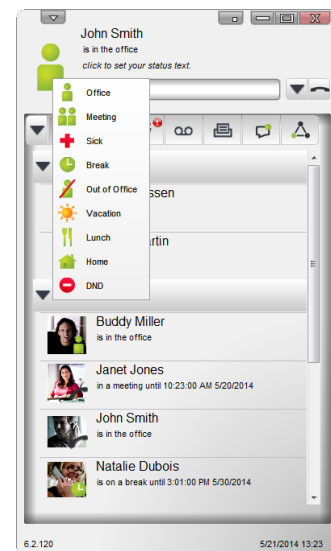 John Smith
is in the office
click to set your status text.
Office
Meeting
Sick
Break
Out of Office
Vacation
Lunch
Home
DND
ssen
artin
Buddy Miller
is in the office
Janet Jones
in a meeting until 10:23:00 AM 5/20/2014
John Smith
is in the office
Natalie Dubois
is on a break until 3:01:00 PM 5/30/2014
6.2.120
5/21/2014 13:23